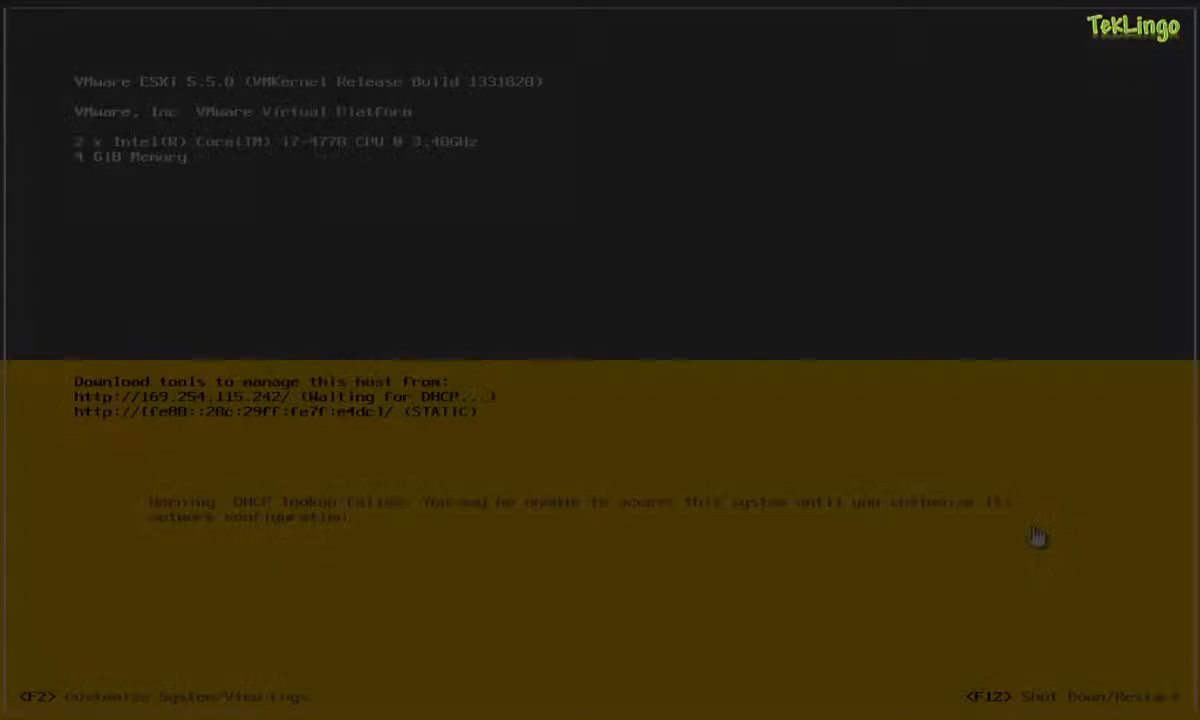 TekLingo
VMware ESXi 5.5.0 (VMKernel Release Build 1331820)
VMware, Inc. VMware Virtual Platform
2 x Intel(R) Core(TM) i7-4770 CPU @ 3.40GHz
4 GiB Memory
Download tools to manage this host from:
http://169.254.115.242/ (Waiting for DHCP...)
http://[fe80::20c:29ff:fe7f:e4dc]/ (STATIC)
Warning: DHCP lookup failed. You may be unable to access this system until you customize its
network configuration.
<F2> Customize System/View Logs
<F12> Shut Down/Restart